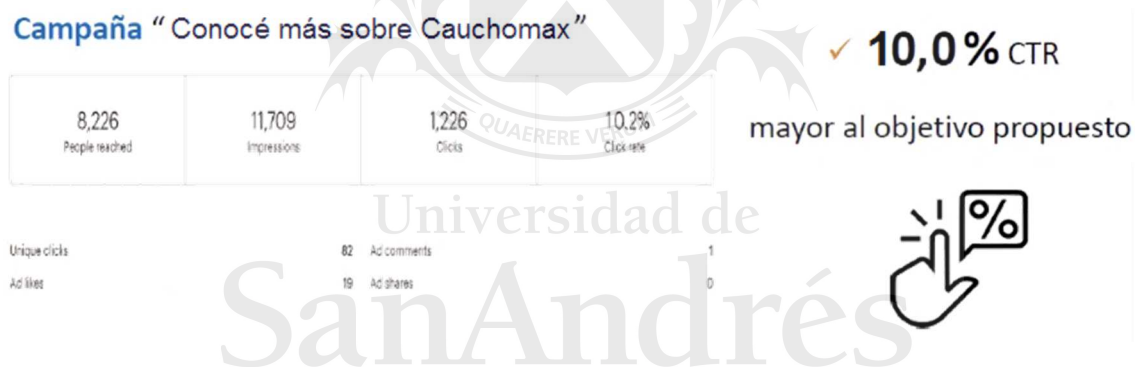 Campaña “ Conocé más sobre Cauchomax”
✓ 10,0% CTR
mayor al objetivo propuesto
8,226
People reached
11,709
Impressions
1,226
Clicks
10.2%
Click rate
QUAERERE VERUM
Universidad de
SanAndrés
Unique clicks 82 Ad comments 1
Ad likes 19 Ad shares 0
%